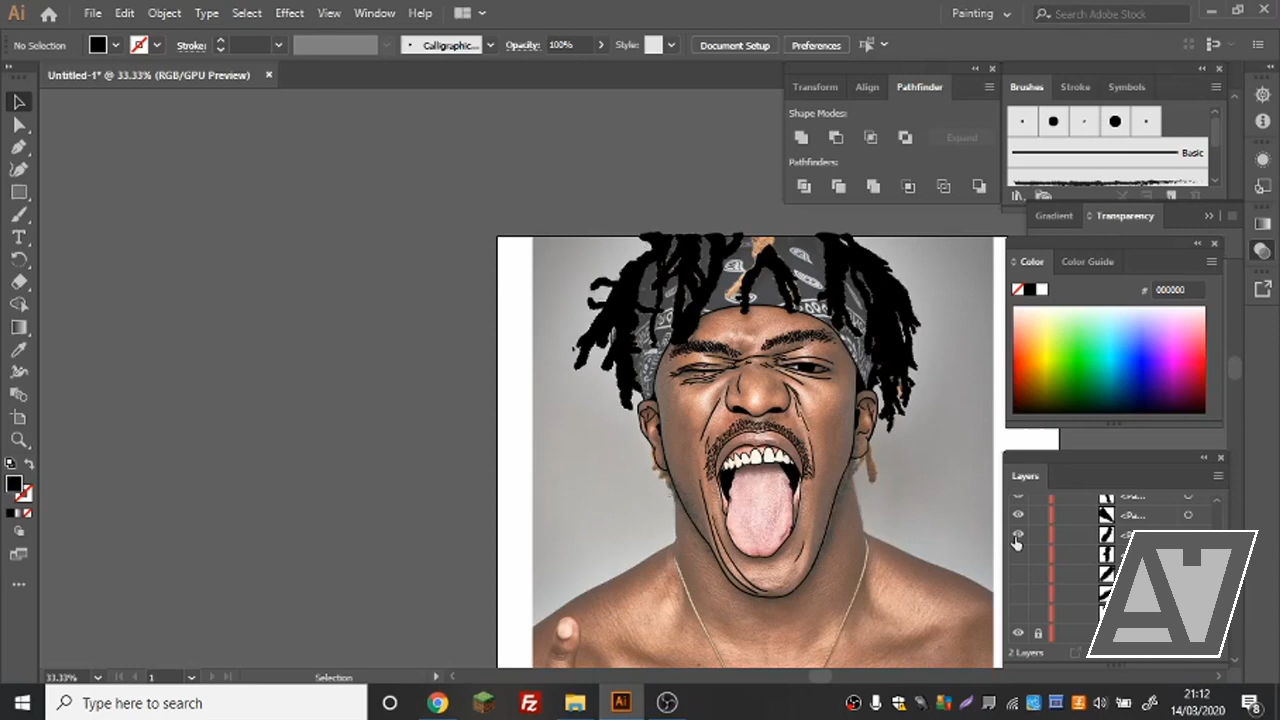 Ai File Edit Object Type Select Effect View Window Help Painting Search Adobe Stock
No Selection Stroke: Calligraphic... Opacity: 100% Style: Document Setup Preferences
Untitled-1* @ 33.33% (RGB/GPU Preview)
Transform Align Pathfinder
Brushes Stroke Symbols
Shape Modes:
Expand
Basic
Pathfinders:
Gradient Transparency
Color Color Guide
# 000000
Layers
<Pa...
2 Layers
33.33% 1 Selection
Type here to search
Ai
21:12
14/03/2020
8